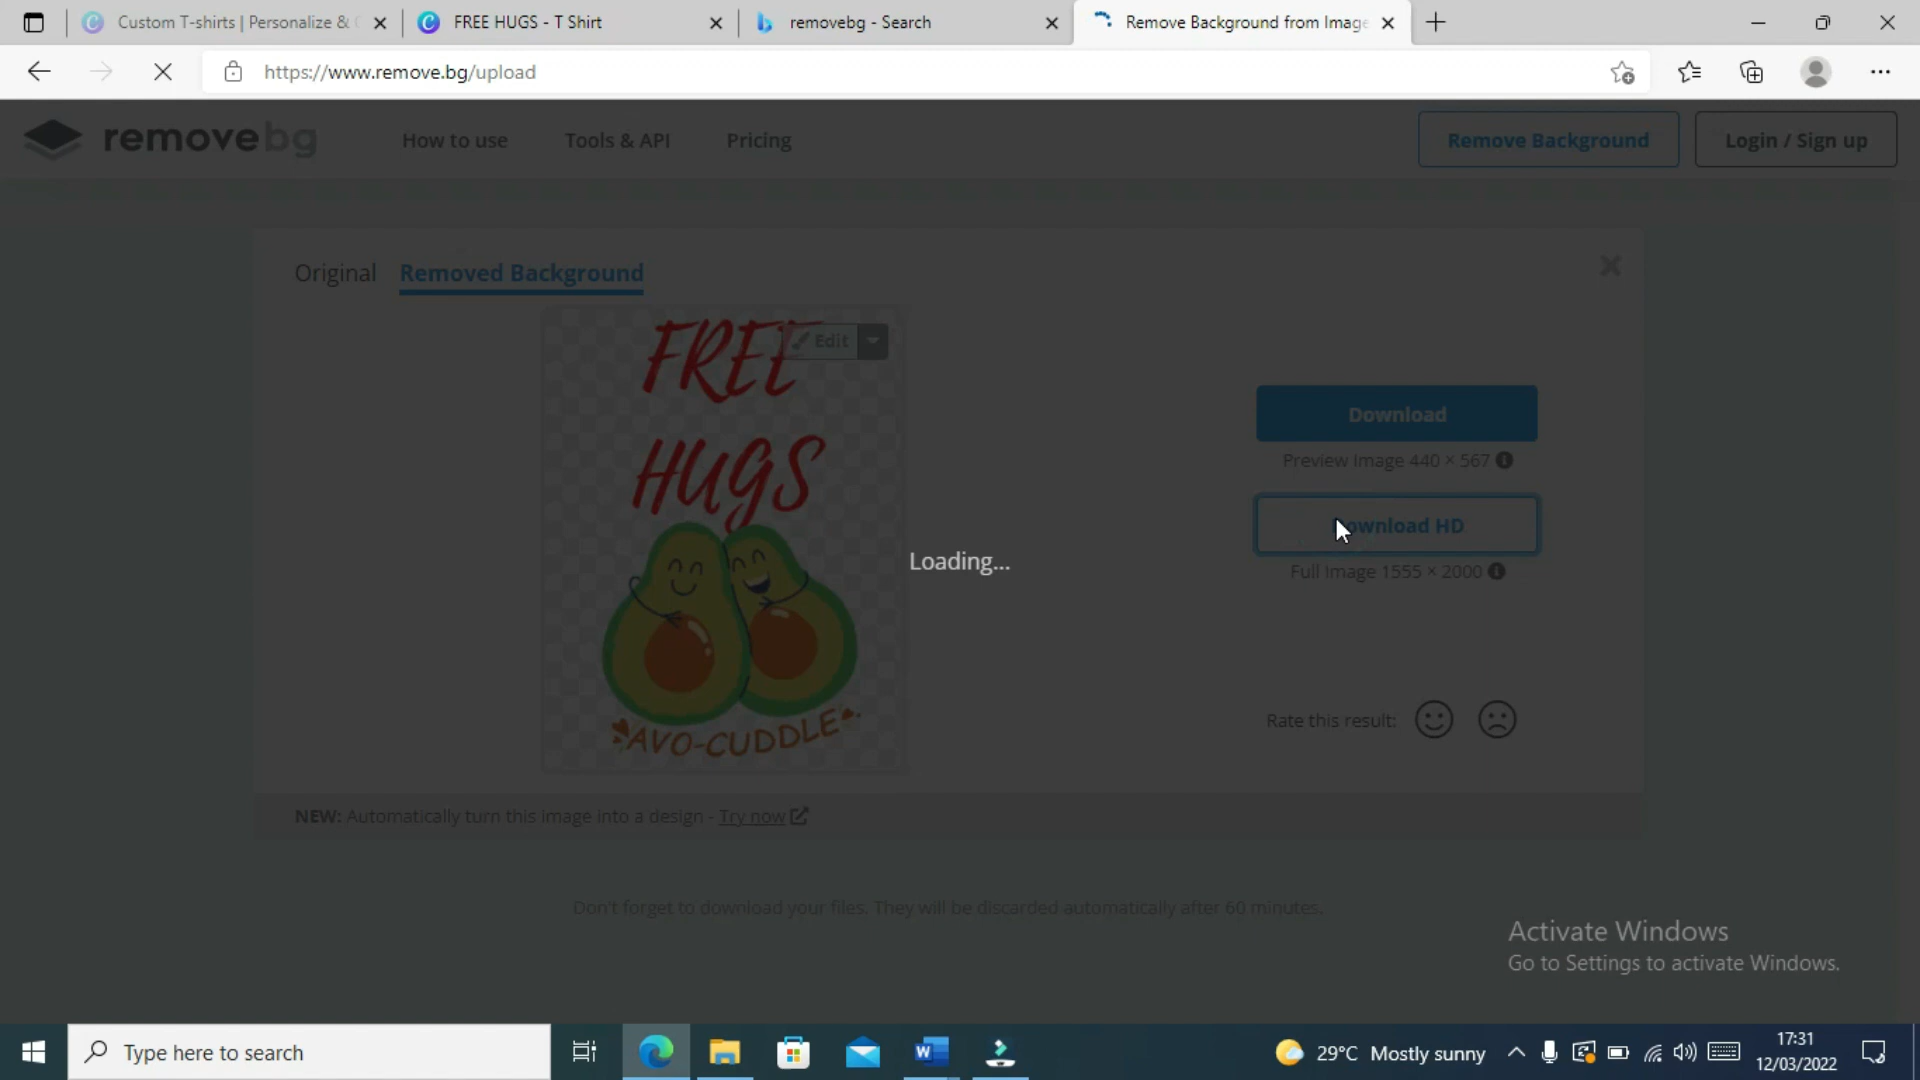 Custom T-shirts | Personalize &
FREE HUGS - T Shirt
removebg - Search
Remove Background from Image
https://www.remove.bg/upload
removebg
How to use
Tools & API
Pricing
Remove Background
Login / Sign up
Original
Removed Background
FREE
Edit
HUGS
AVO-CUDDLE
Download
Preview Image 440 × 567
Download HD
Full Image 1555 × 2000
Loading...
Rate this result:
NEW: Automatically turn this image into a design - Try now
Don't forget to download your files. They will be discarded automatically after 60 minutes.
Activate Windows
Go to Settings to activate Windows.
Type here to search
29°C Mostly sunny
17:31
12/03/2022